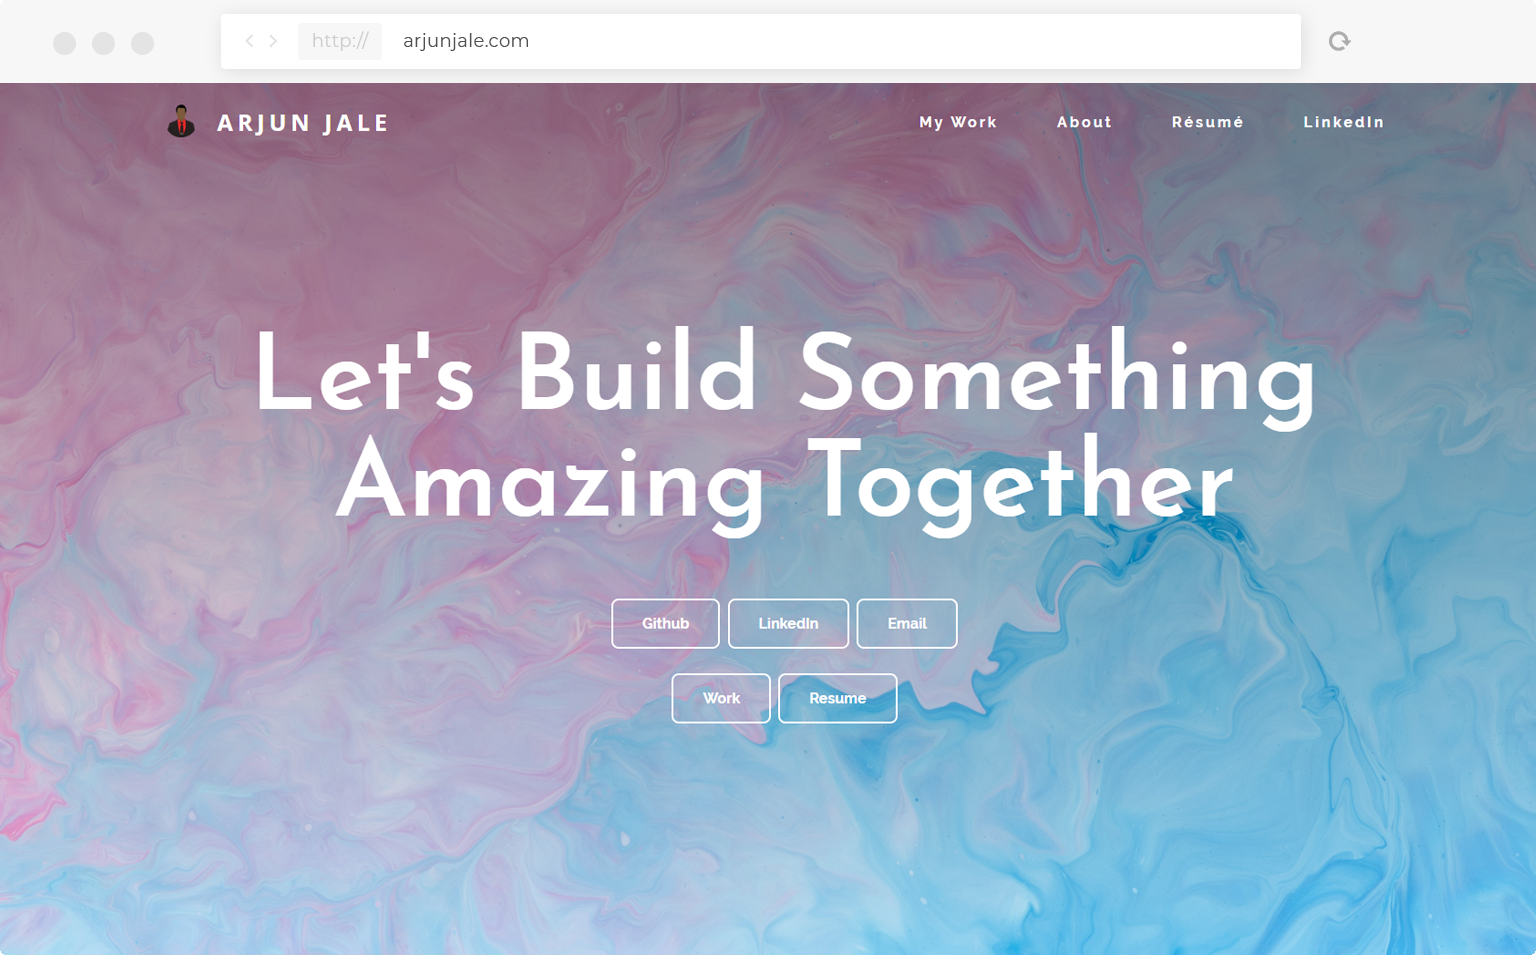 http:// arjunjale.com
ARJUN JALE My Work About Résumé LinkedIn
Let's Build Something
Amazing Together
Github LinkedIn Email
Work Resume